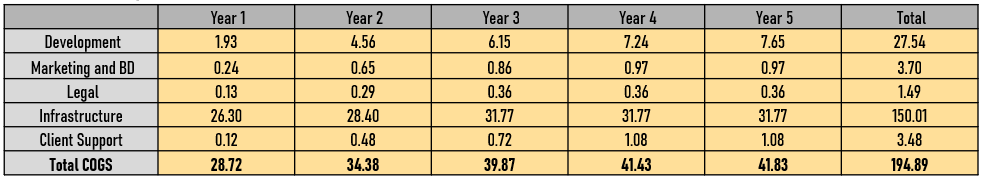 Year 1 Year 2 Year 3 Year 4 Year 5 Total
Development 1.93 4.56 6.15 7.24 7.65 27.54
Marketing and BD 0.24 0.65 0.86 0.97 0.97 3.70
Legal 0.13 0.29 0.36 0.36 0.36 1.49
Infrastructure 26.30 28.40 31.77 31.77 31.77 150.01
Client Support 0.12 0.48 0.72 1.08 1.08 3.48
Total COGS 28.72 34.38 39.87 41.43 41.83 194.89